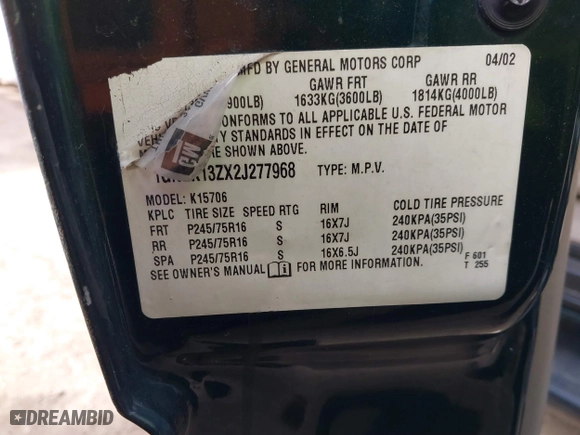 MFD BY GENERAL MOTORS CORP 04/02
GAWR FRT GAWR RR
900LB) 1633KG(3600LB) 1814KG(4000LB)
CONFORMS TO ALL APPLICABLE U.S. FEDERAL MOTOR
VEH STANDARDS IN EFFECT ON THE DATE OF
SHOWN ABOVE.
13ZX2J277968 TYPE: M.P.V.
MODEL: K15706
KPLC TIRE SIZE SPEED RTG RIM COLD TIRE PRESSURE
FRT P245/75R16 S 16X7J 240KPA(35PSI)
RR P245/75R16 S 16X7J 240KPA(35PSI)
SPA P245/75R16 S 16X6.5J 240KPA(35PSI)
SEE OWNER'S MANUAL FOR MORE INFORMATION.
F 601
T 255
GM
DREAMBID